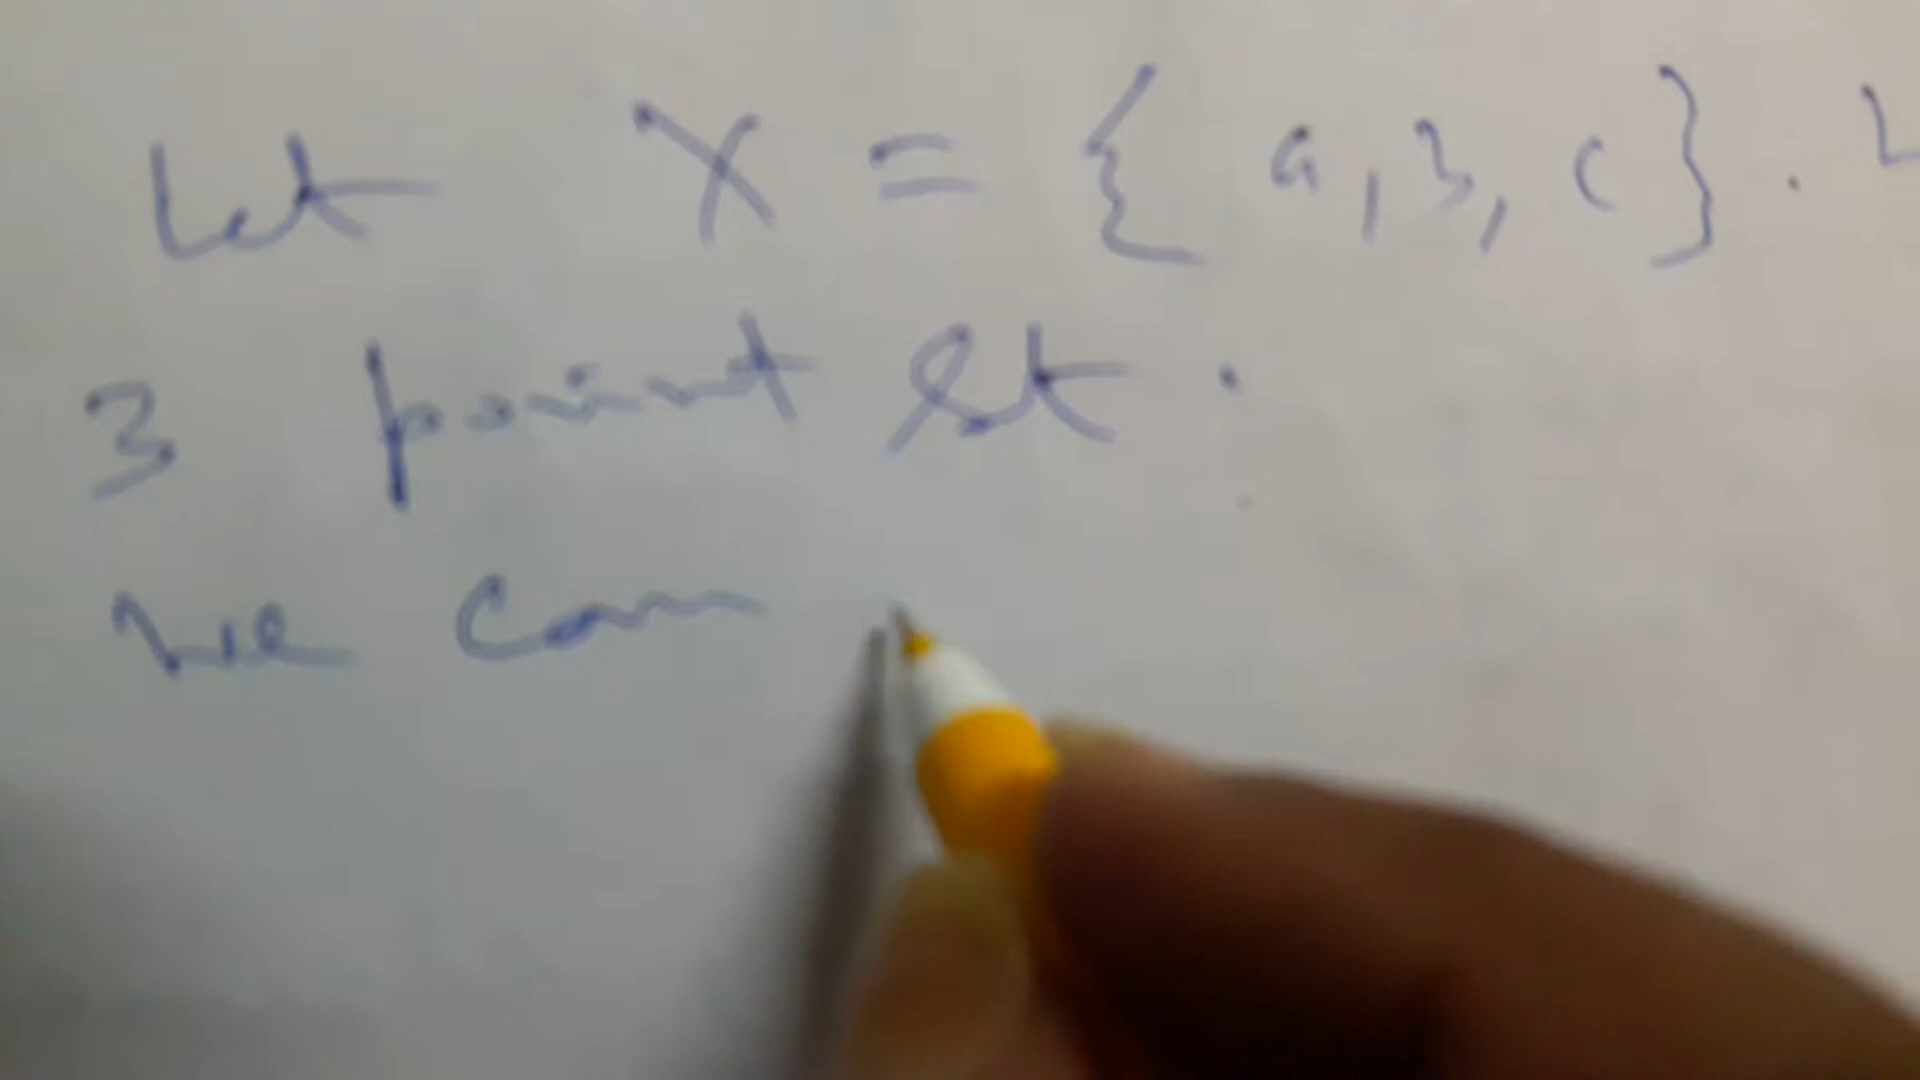 Let X = { a, b, c }.
3 point set.
We can